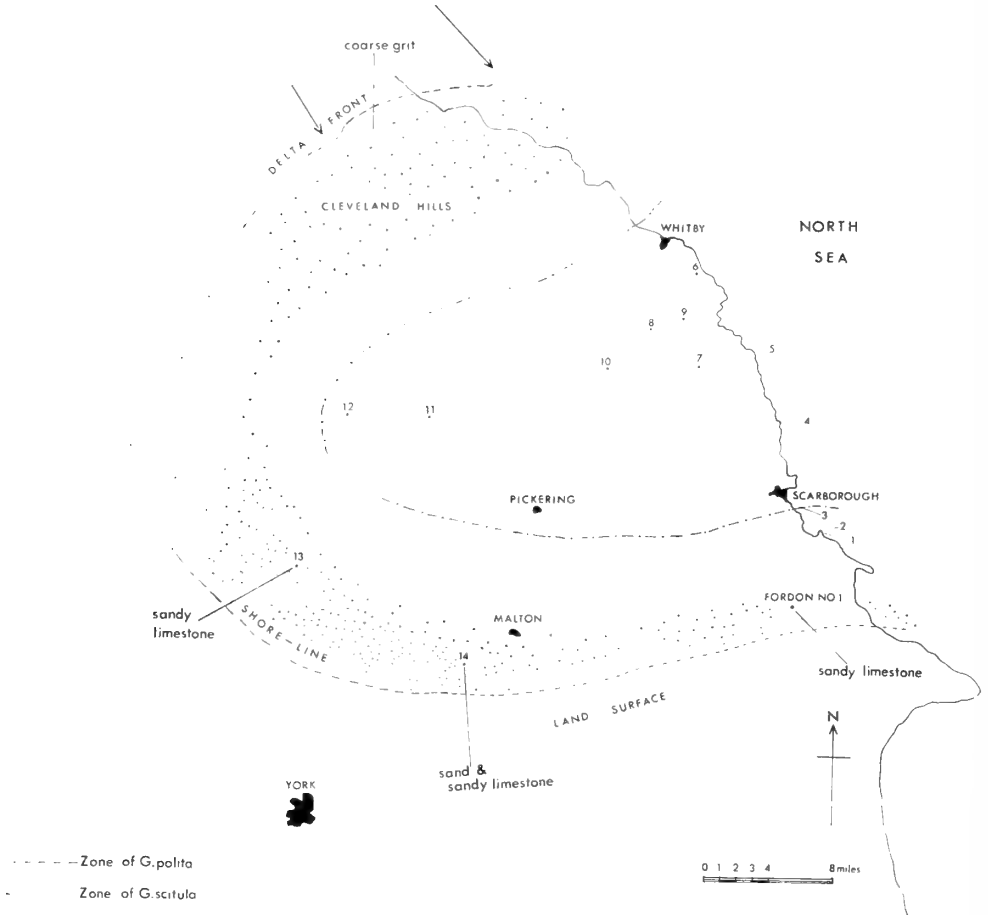 coarse grit
DELTA FRONT
CLEVELAND HILLS
WHITBY
NORTH
SEA
6
9
8
5
10
7
12
11
4
PICKERING
SCARBOROUGH
3
2
1
13
FORDON NO 1
sandy
limestone
SHORE-LINE
MALTON
14
sandy limestone
LAND SURFACE
N
sand &
sandy limestone
YORK
Zone of G.polita
0 1 2 3 4 8 miles
Zone of G.scitula